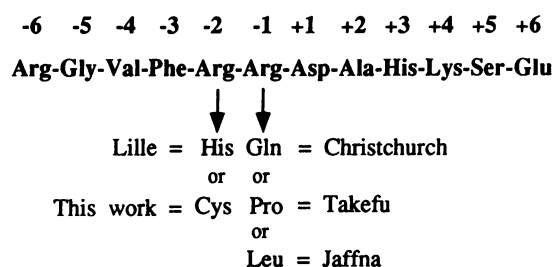 -6 -5 -4 -3 -2 -1 +1 +2 +3 +4 +5 +6
Arg-Gly-Val-Phe-Arg-Arg-Asp-Ala-His-Lys-Ser-Glu
Lille = His Gln = Christchurch
or or
This work = Cys Pro = Takefu
or
Leu = Jaffna